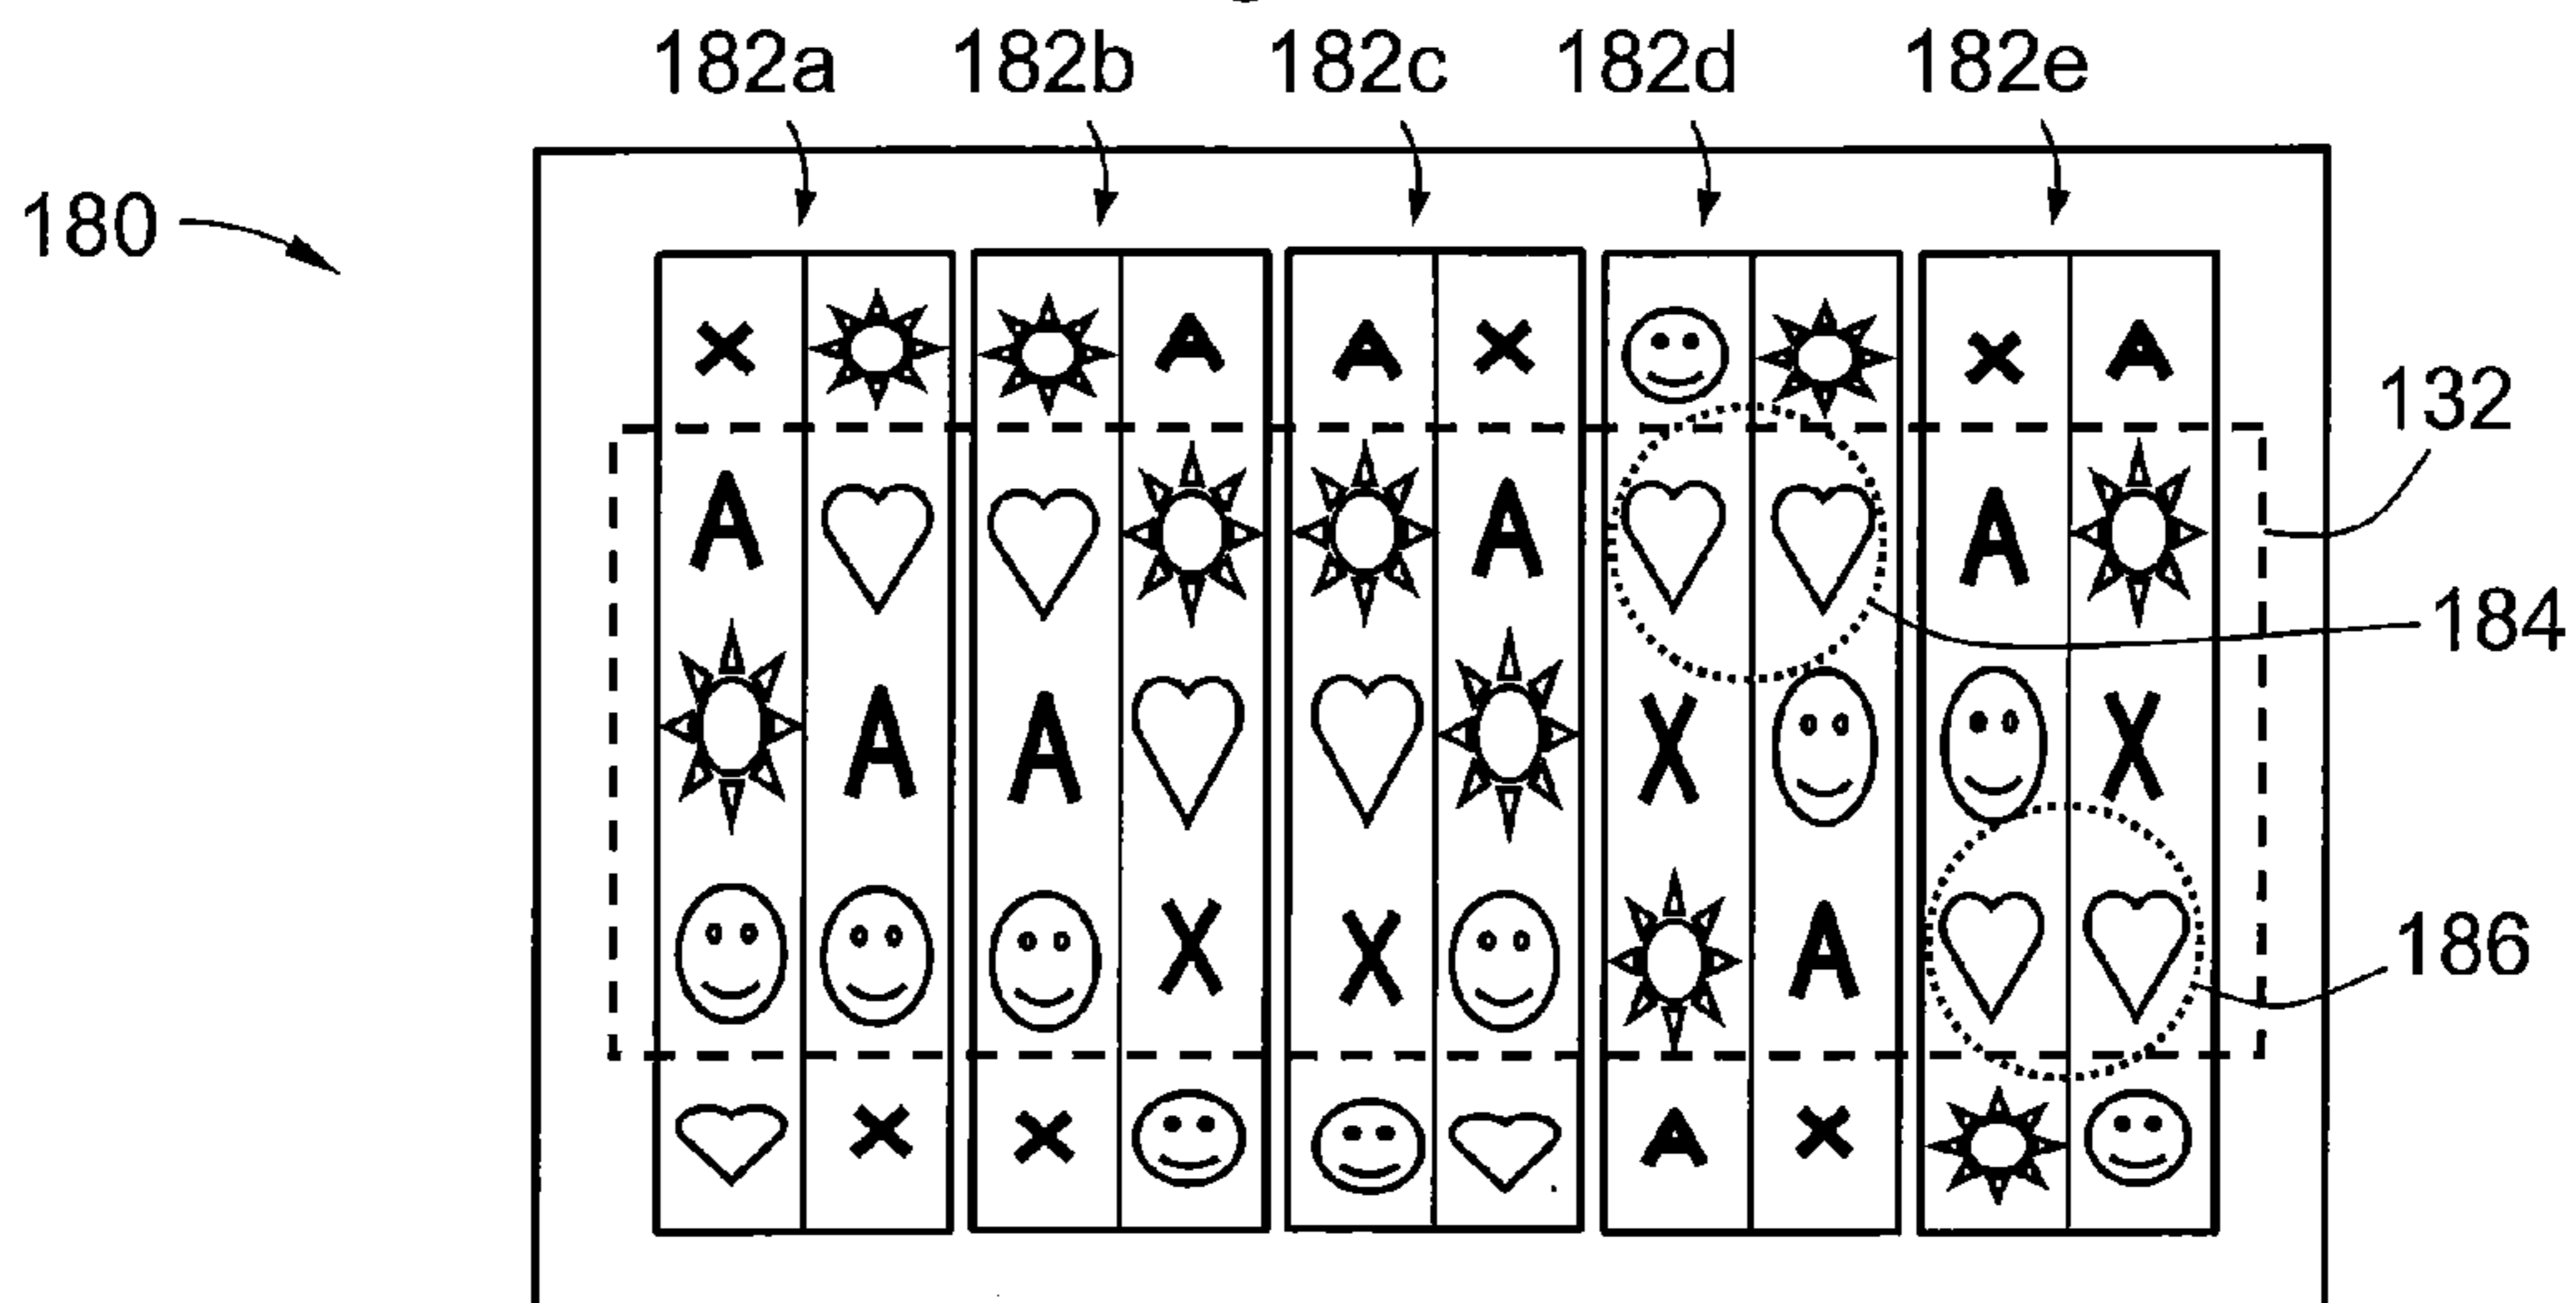 182a 182b 182c 182d 182e
180
X A A X X A
132
A A A
184
A A X X
X X A
186
X X A X